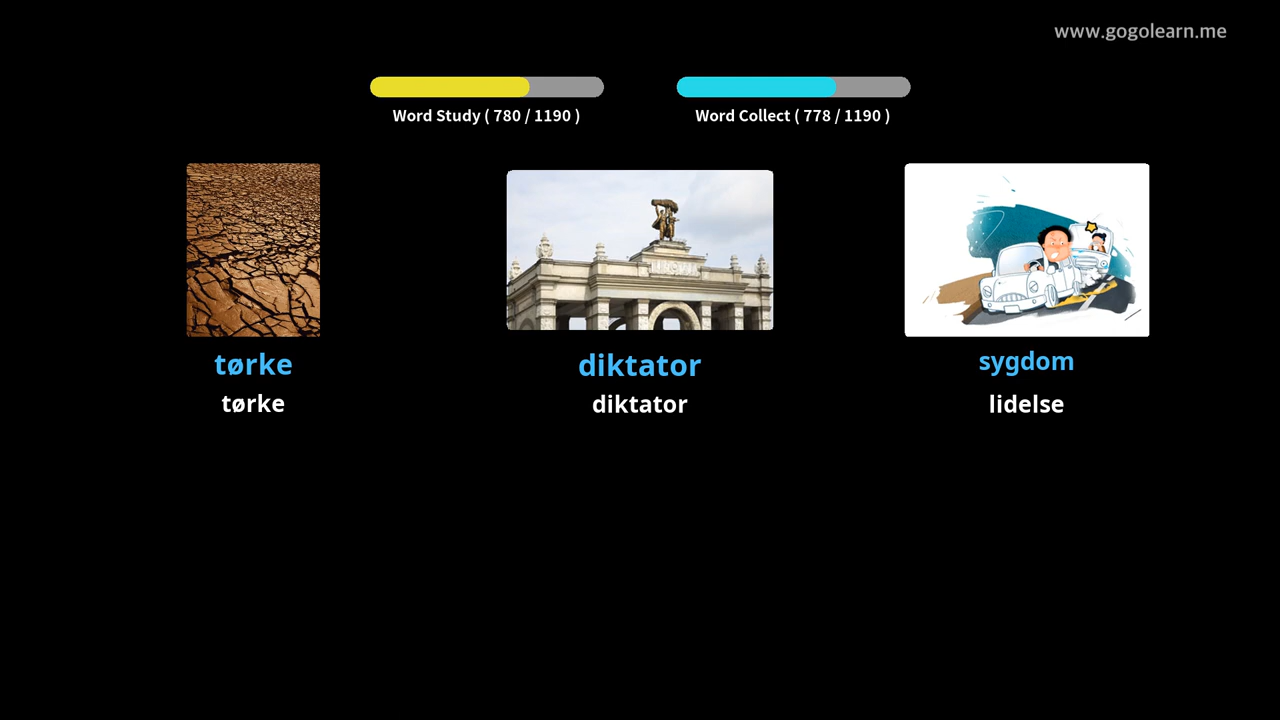 www.gogolearn.me
Word Study ( 780 / 1190 )
Word Collect ( 778 / 1190 )
tørke
diktator
sygdom
tørke
diktator
lidelse